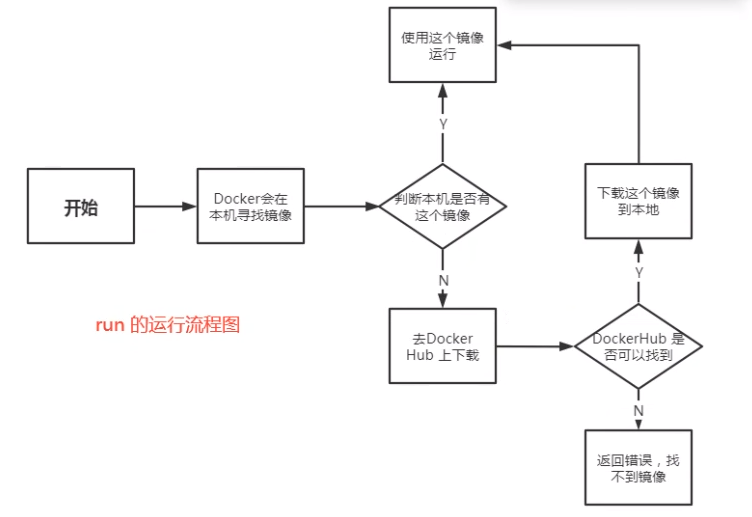 使用这个镜像
运行
Y
开始
Docker会在
本机寻找镜像
判断本机是否有
这个镜像
下载这个镜像
到本地
N
Y
run 的运行流程图
去Docker
Hub 上下载
DockerHub 是
否可以找到
N
返回错误，找
不到镜像